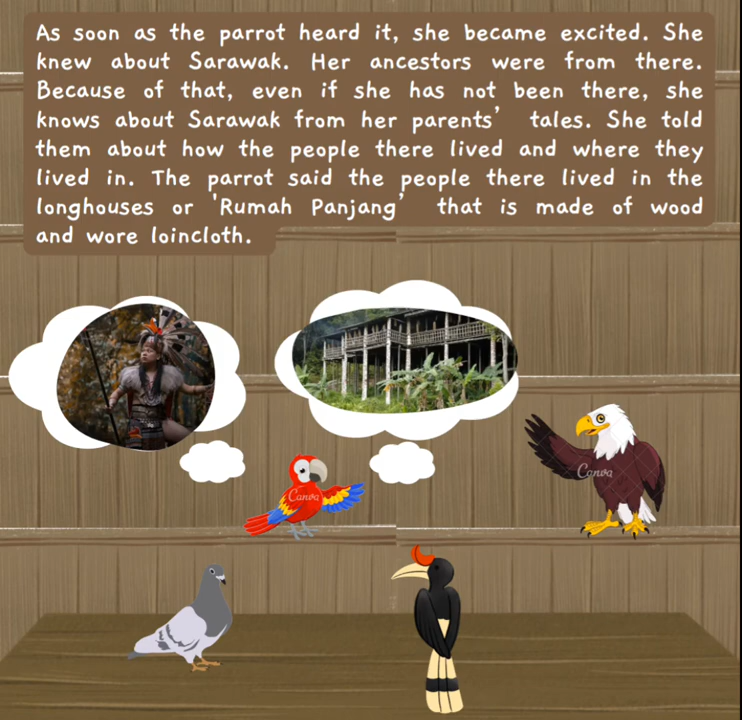 As soon as the parrot heard it, she became excited. She
knew about Sarawak. Her ancestors were from there.
Because of that, even if she has not been there, she
knows about Sarawak from her parents’ tales. She told
them about how the people there lived and where they
lived in. The parrot said the people there lived in the
longhouses or 'Rumah Panjang’ that is made of wood
and wore loincloth.
Canva
Canva